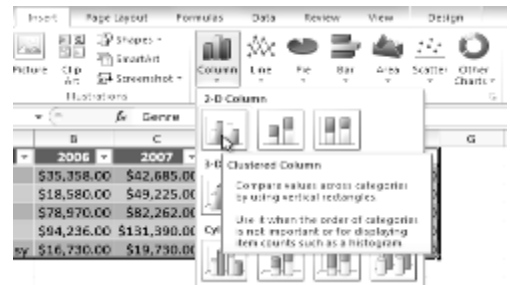 Insert Page Layout Formulas Data Review View Design
Picture Clip Art Shapes SmartArt Screenshot Column Line Pie Bar Area Scatter Other Charts
Illustrations
2-D Column
fx Genre
B C G
2006 2007
3-D
Clustered Column
$35,358.00 $42,685.00
Compare values across categories
by using vertical rectangles.
$18,580.00 $49,225.00
$78,970.00 $82,262.00
Use it when the order of categories
is not important or for displaying
item counts such as a histogram.
$94,236.00 $131,390.00
Cyl
sy $16,730.00 $19,730.00